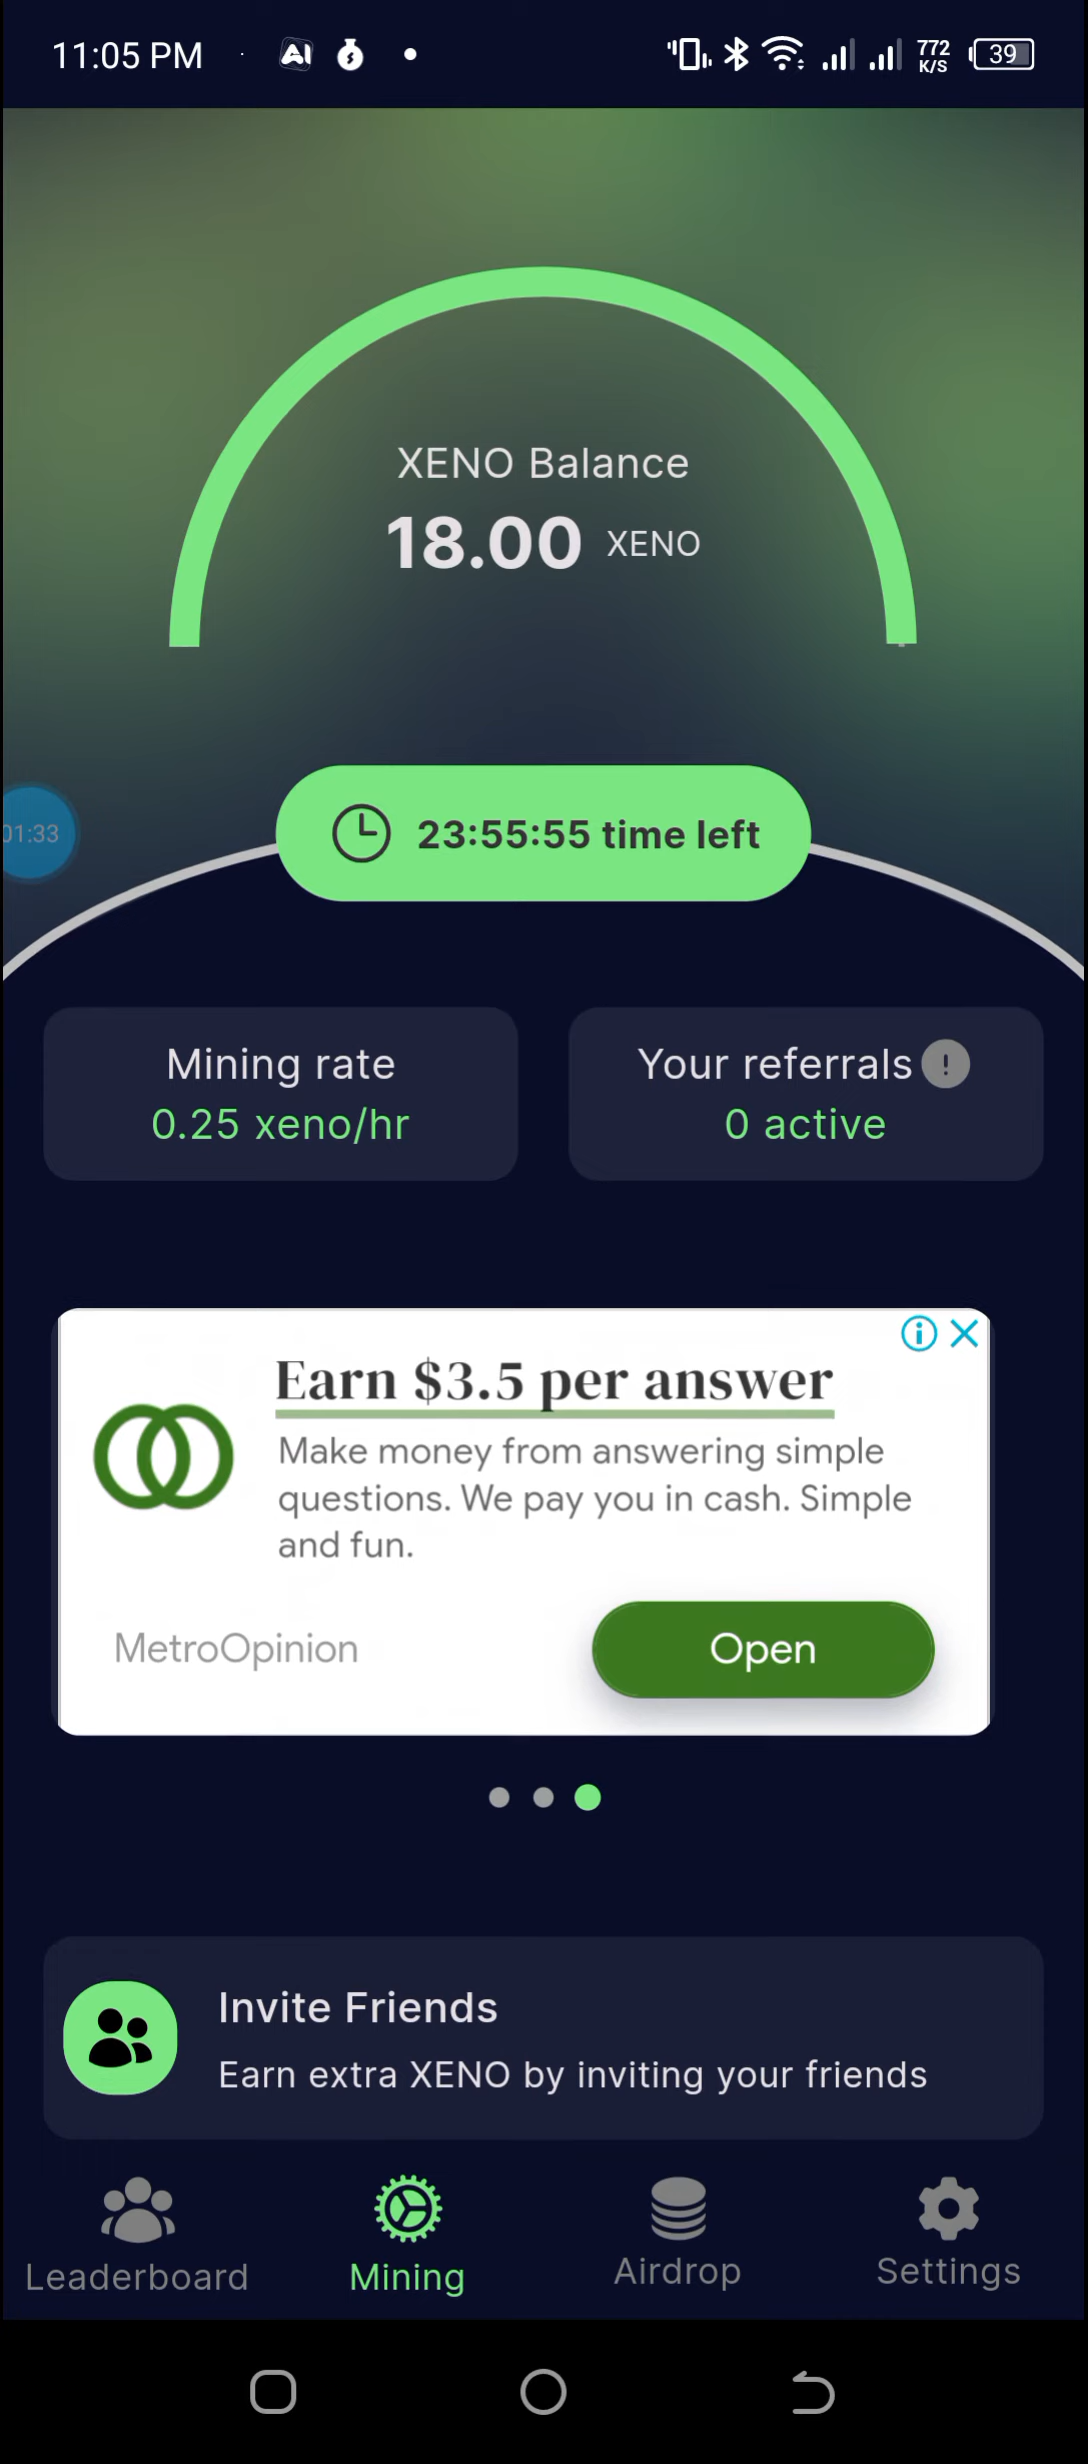 11:05 PM
772
K/S
39
XENO Balance
18.00 XENO
01:33
23:55:55 time left
Mining rate
0.25 xeno/hr
Your referrals
0 active
Earn $3.5 per answer
Make money from answering simple
questions. We pay you in cash. Simple
and fun.
MetroOpinion
Open
Invite Friends
Earn extra XENO by inviting your friends
Leaderboard
Mining
Airdrop
Settings